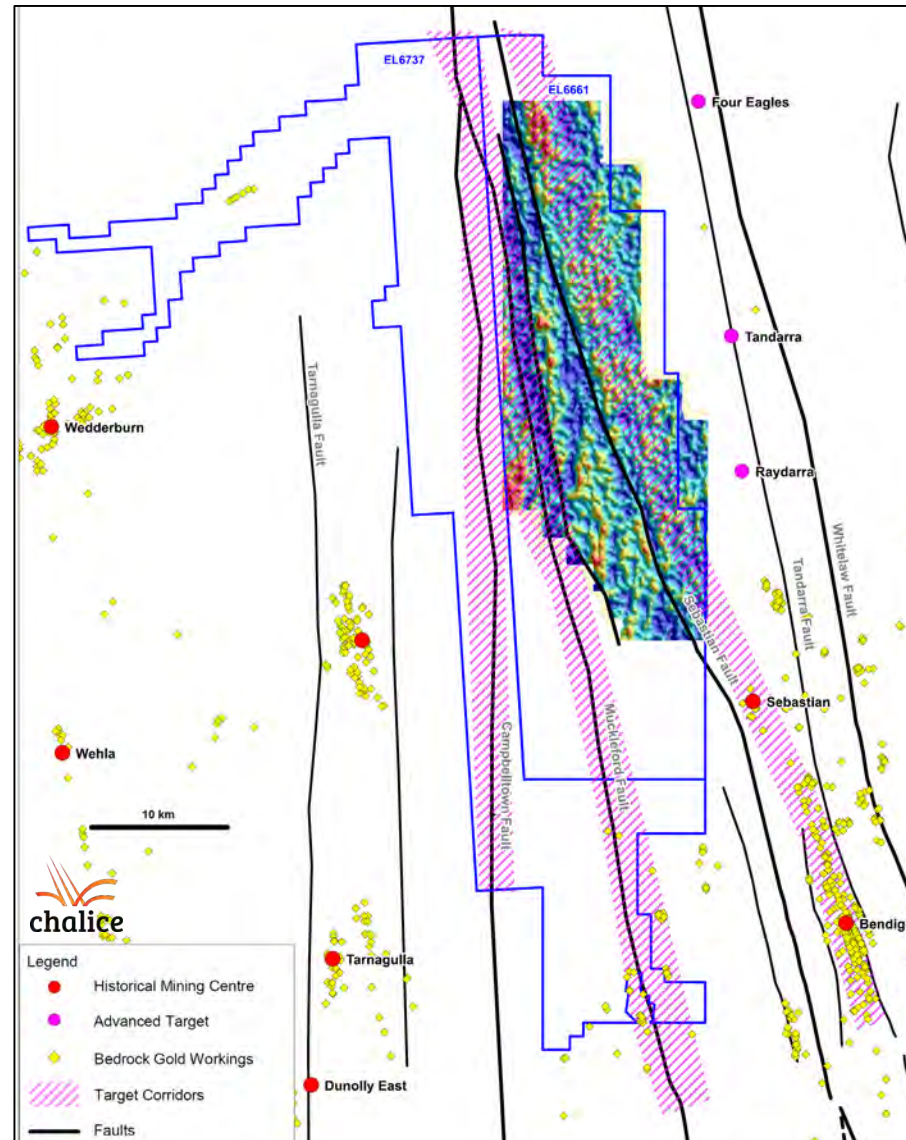 EL6737
EL6661
Four Eagles
Tandarra
Tarnagulla Fault
Wedderburn
Raydarra
Whitelaw Fault
Tandarra Fault
Sebastian Fault
Sebastian
Muckleford Fault
Campbelltown Fault
Wehla
10 km
chalice
Bendig
Tarnagulla
Legend
Historical Mining Centre
Advanced Target
Bedrock Gold Workings
Target Corridors
Dunolly East
Faults